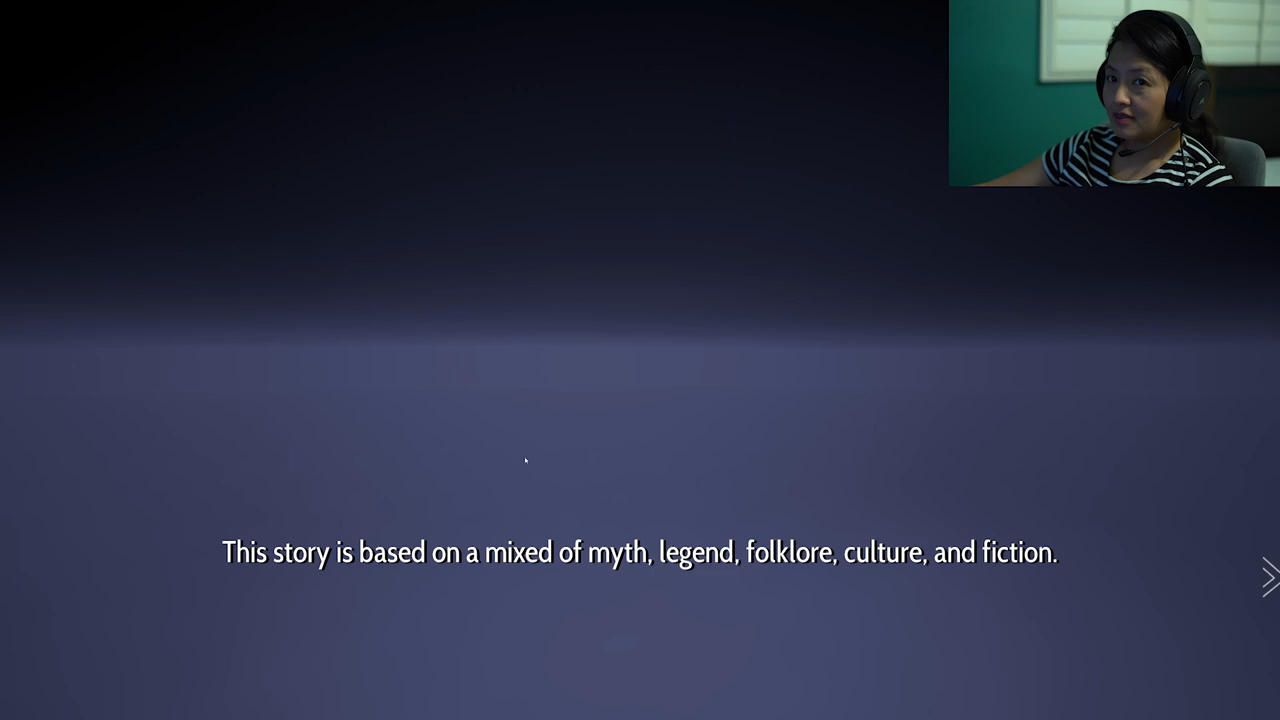 This story is based on a mixed of myth, legend, folklore, culture, and fiction.